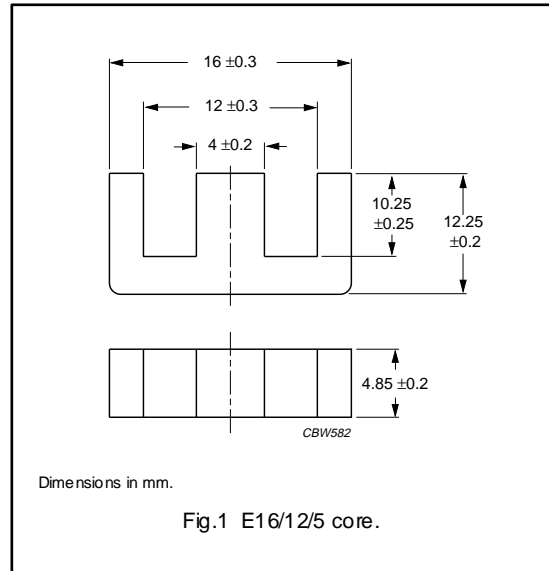 16 ±0.3
12 ±0.3
4 ±0.2
10.25
±0.25
12.25
±0.2
4.85 ±0.2
CBW582
Dimensions in mm.
Fig.1 E16/12/5 core.